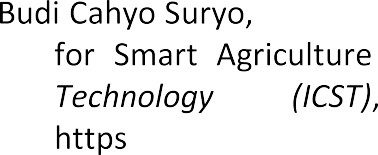 Budi Cahyo Suryo,
for Smart Agriculture
Technology (ICST),
https